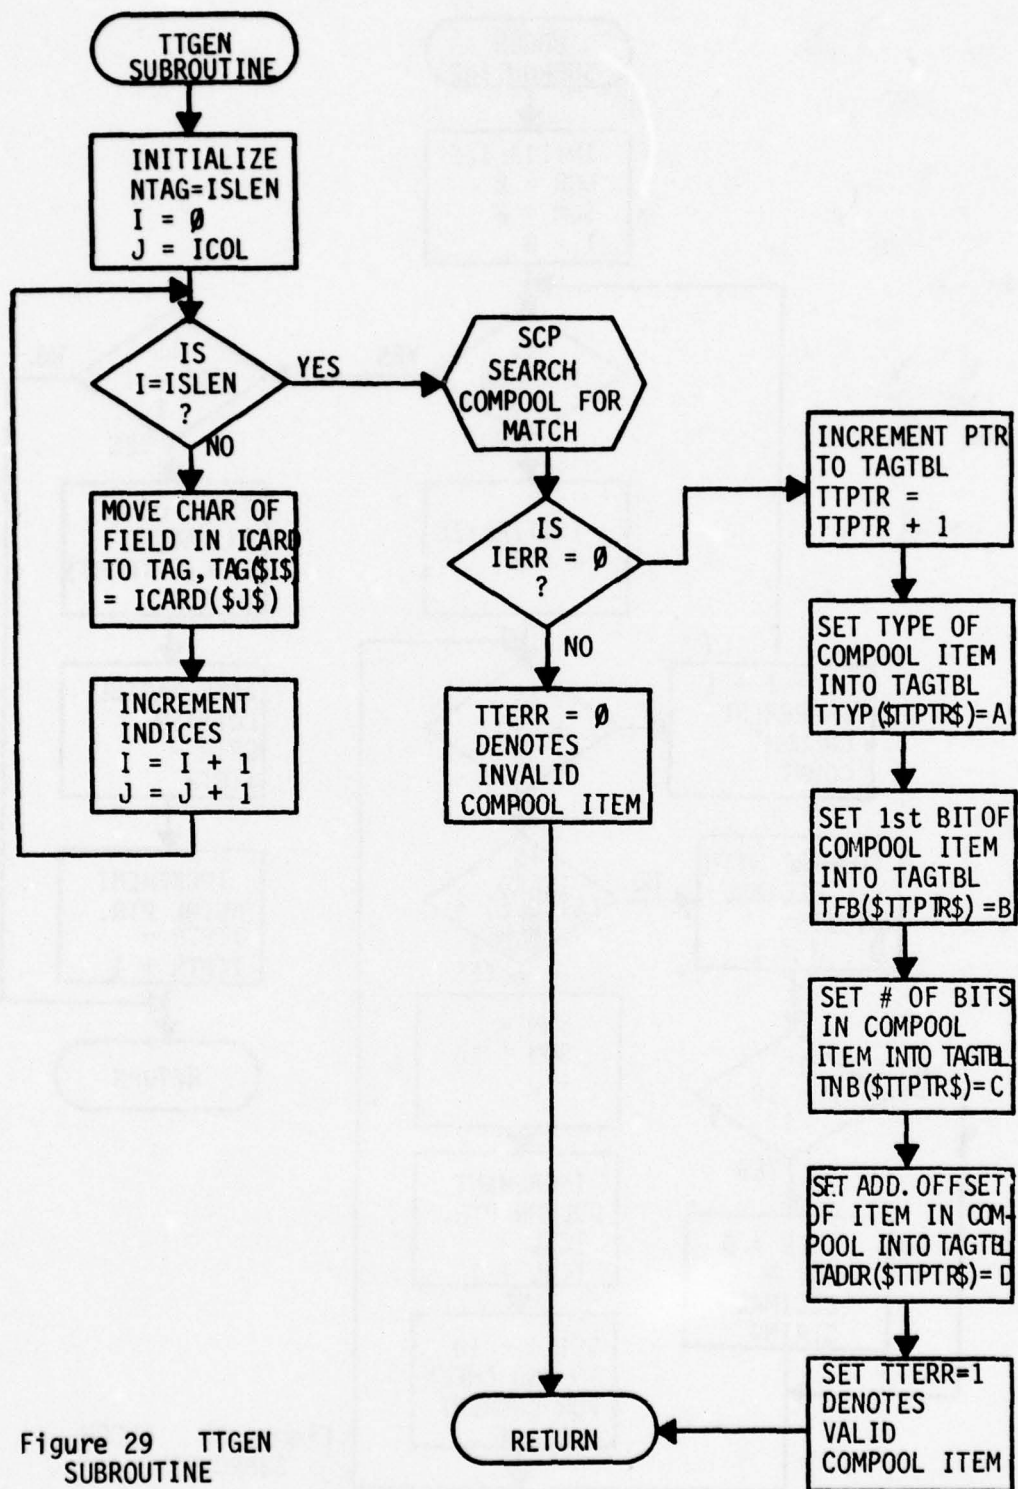 TTGEN
SUBROUTINE
INITIALIZE
NTAG=ISLEN
I = Ø
J = ICOL
IS
I=ISLEN
?
YES
NO
MOVE CHAR OF
FIELD IN ICARD
TO TAG,TAG($I$)
= ICARD($J$)
INCREMENT
INDICES
I = I + 1
J = J + 1
SCP
SEARCH
COMPOOL FOR
MATCH
IS
IERR = Ø
?
NO
TTERR = Ø
DENOTES
INVALID
COMPOOL ITEM
INCREMENT PTR
TO TAGTBL
TTPTR =
TTPTR + 1
SET TYPE OF
COMPOOL ITEM
INTO TAGTBL
TTYP($TTPTR$)=A
SET 1st BIT OF
COMPOOL ITEM
INTO TAGTBL
TFB($TTPTR$)=B
SET # OF BITS
IN COMPOOL
ITEM INTO TAGTBL
TNB($TTPTR$)=C
SET ADD. OFFSET
OF ITEM IN COM-
POOL INTO TAGTBL
TADDR($TTPTR$)= D
SET TTERR=1
DENOTES
VALID
COMPOOL ITEM
RETURN
Figure 29 TTGEN
SUBROUTINE